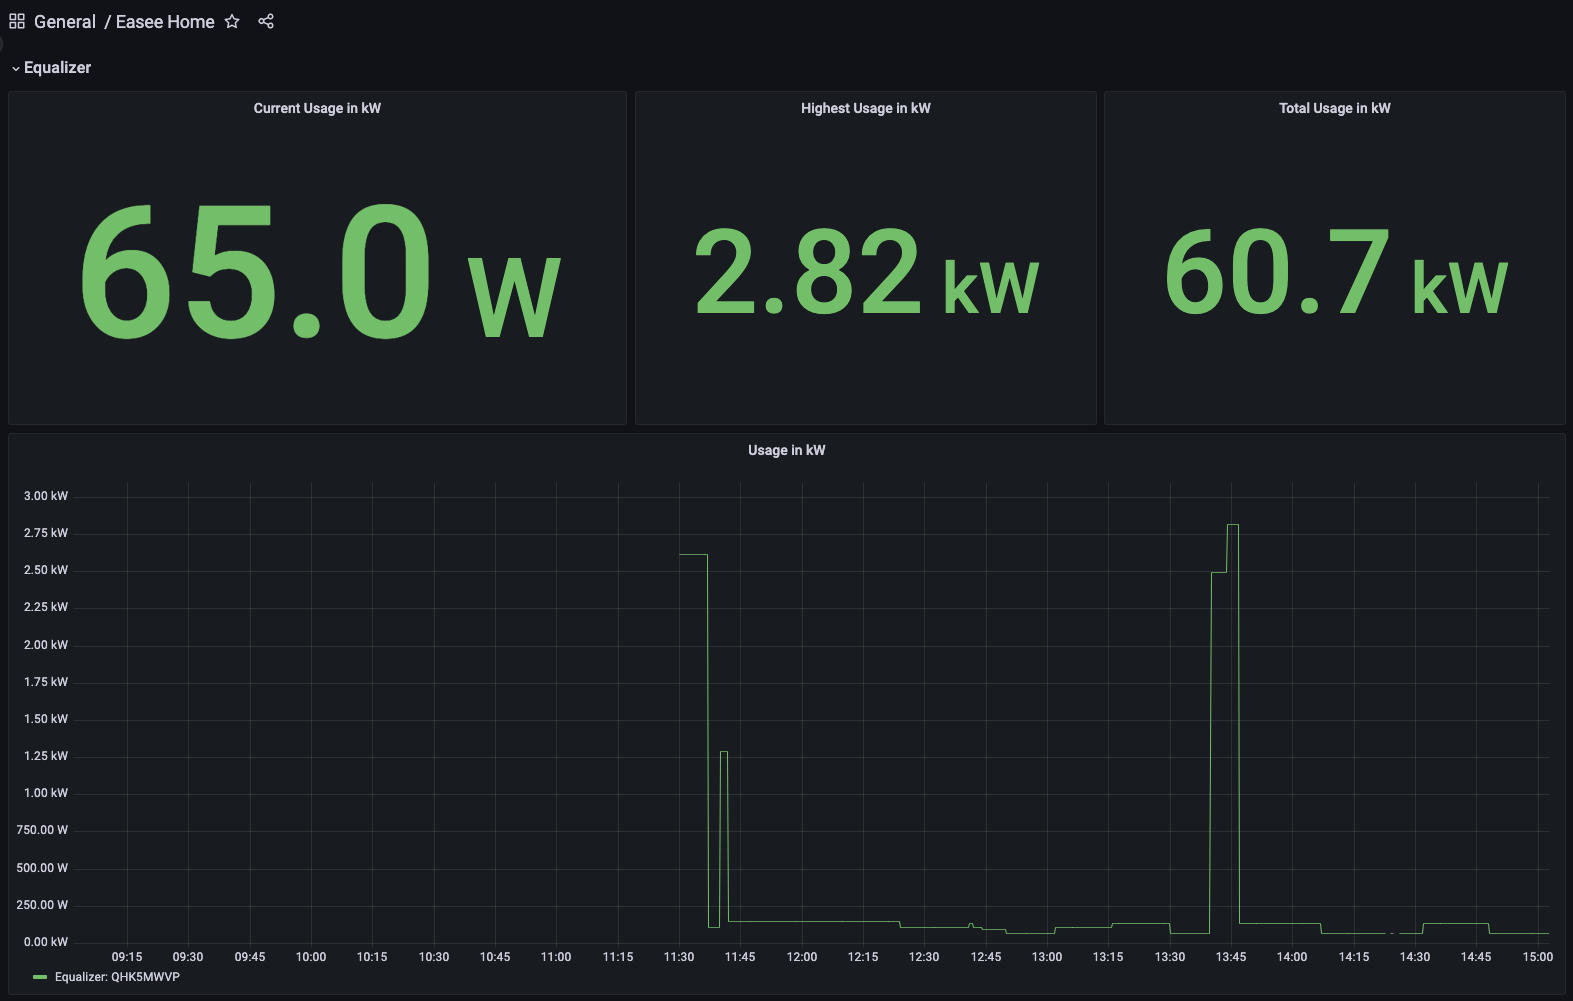 General / Easee Home
Equalizer
Current Usage in kW
65.0 W
Highest Usage in kW
2.82 kW
Total Usage in kW
60.7 kW
Usage in kW
3.00 kW
2.75 kW
2.50 kW
2.25 kW
2.00 kW
1.75 kW
1.50 kW
1.25 kW
1.00 kW
750.00 W
500.00 W
250.00 W
0.00 kW
09:15 09:30 09:45 10:00 10:15 10:30 10:45 11:00 11:15 11:30 11:45 12:00 12:15 12:30 12:45 13:00 13:15 13:30 13:45 14:00 14:15 14:30 14:45 15:00
Equalizer: QHK5MWVP